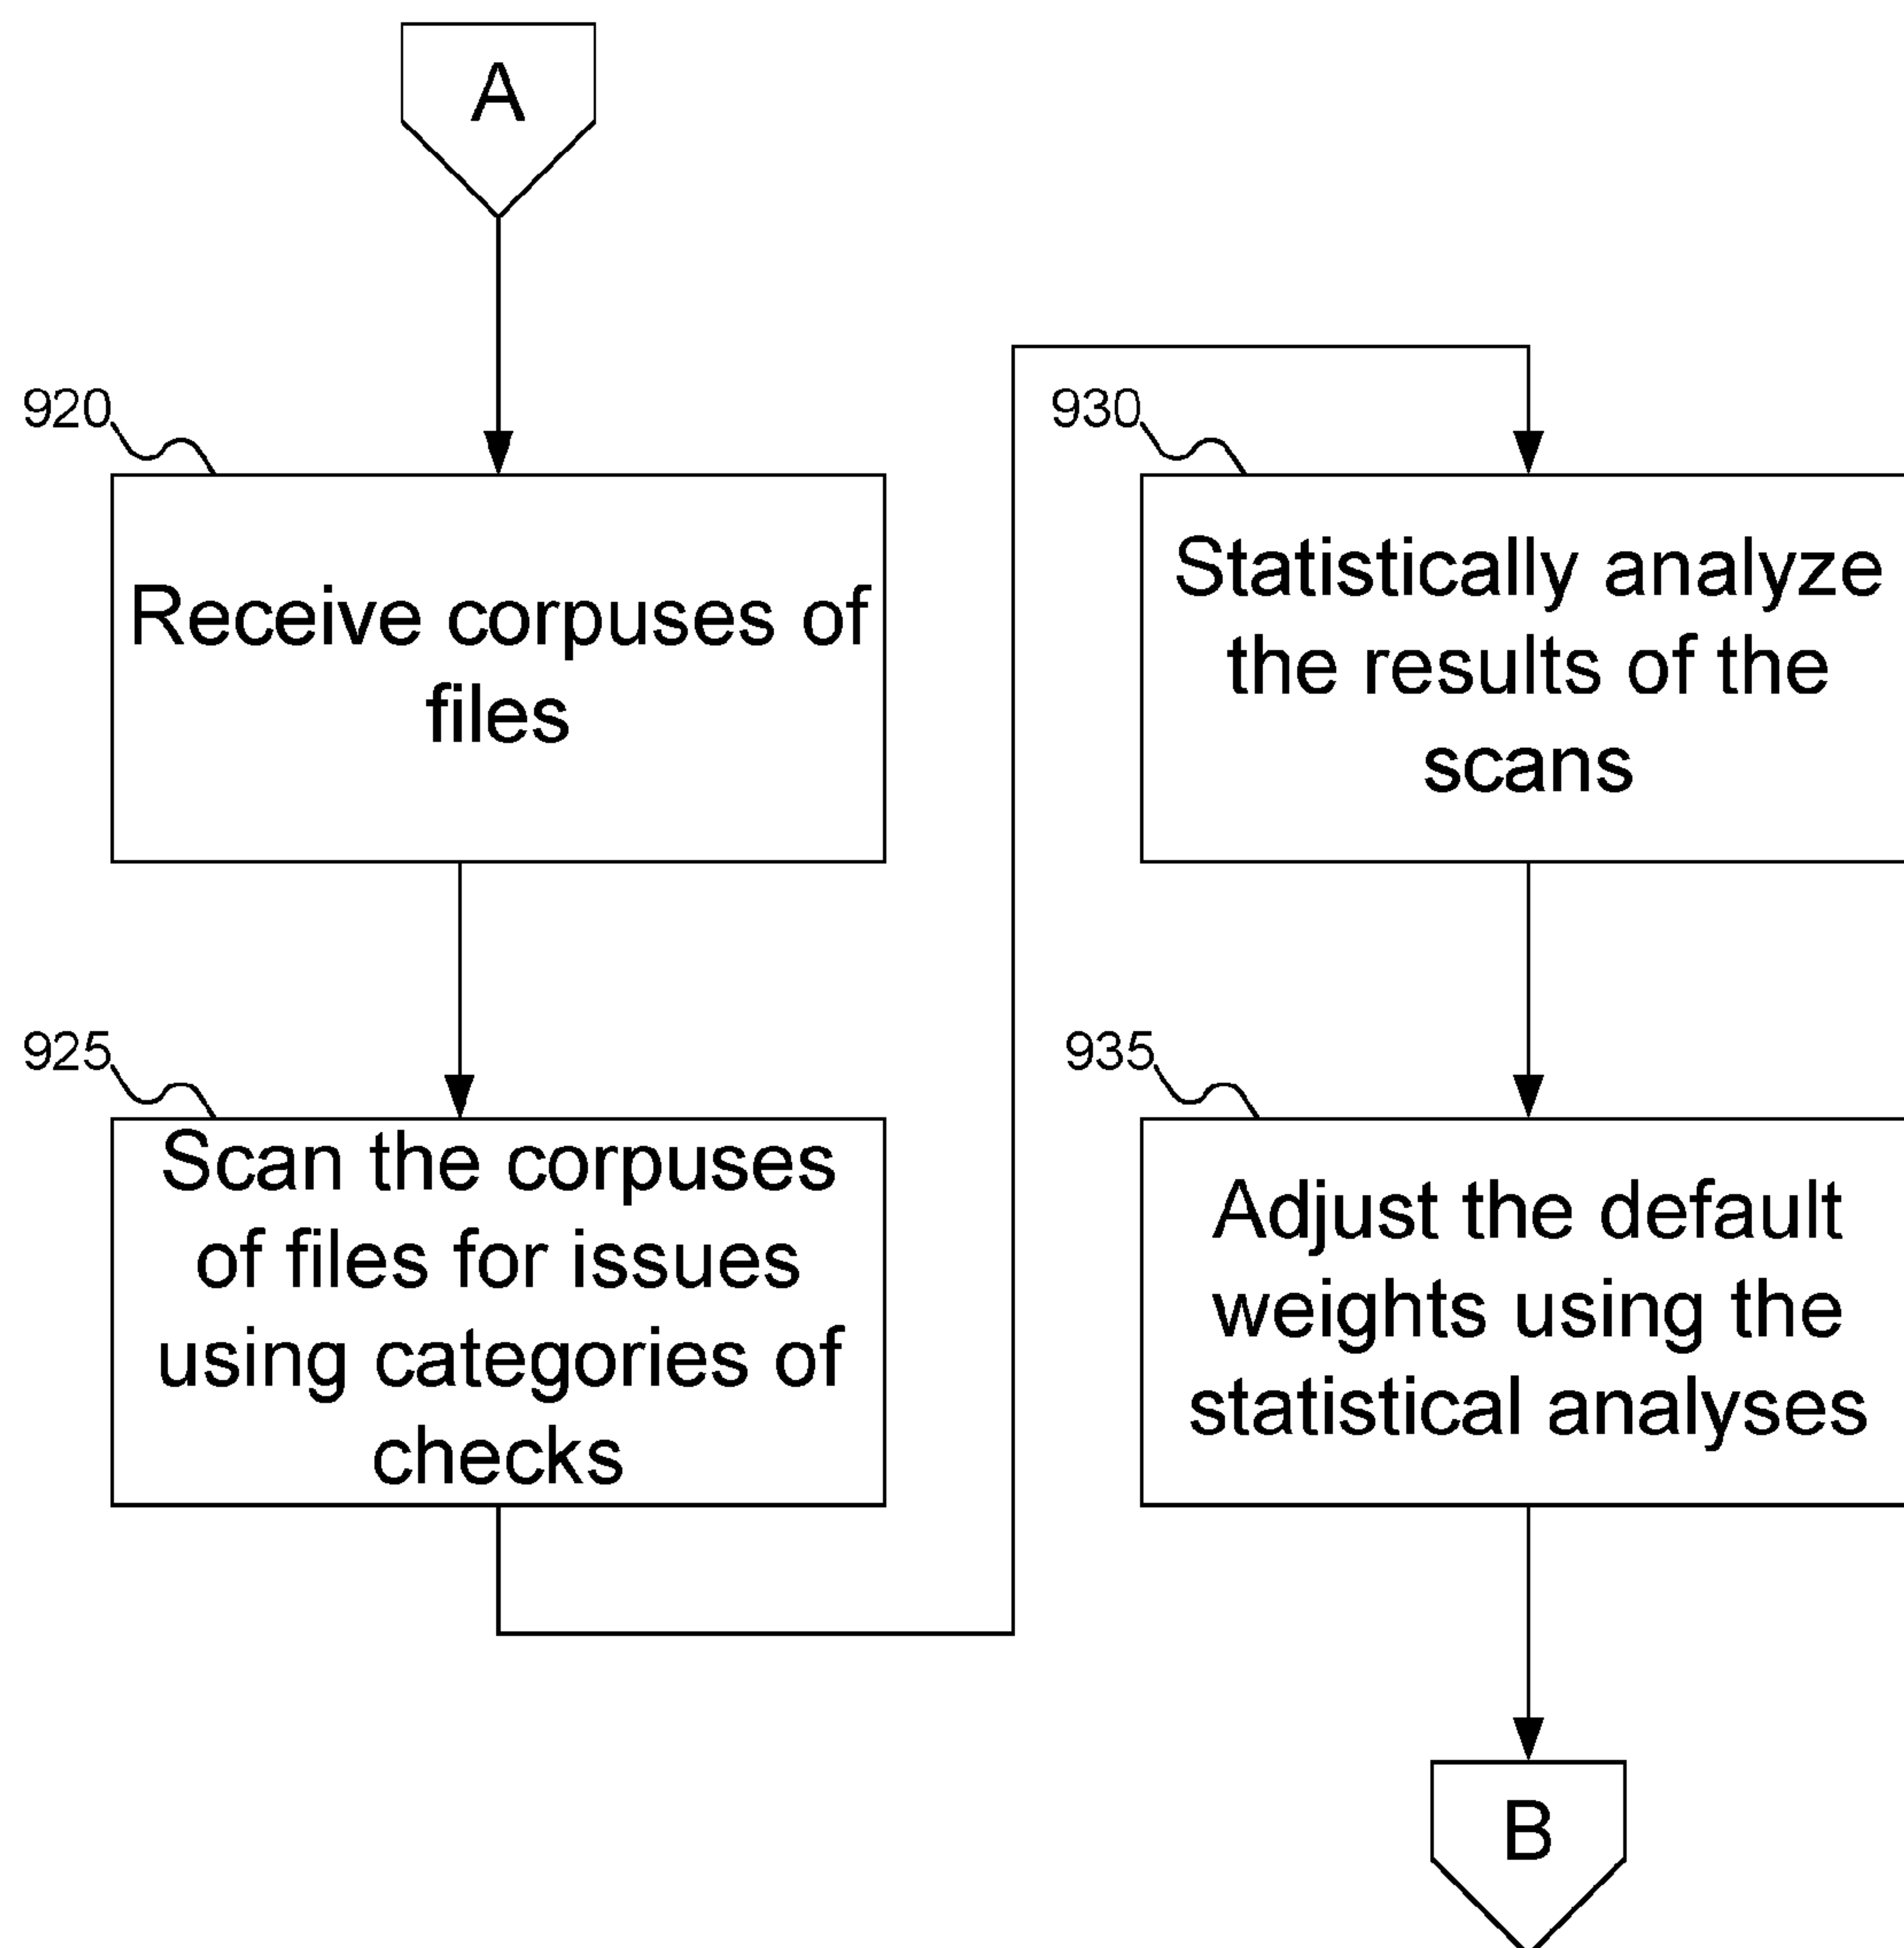 A
920
Receive corpuses of
files
925
Scan the corpuses
of files for issues
using categories of
checks
930
Statistically analyze
the results of the
scans
935
Adjust the default
weights using the
statistical analyses
B